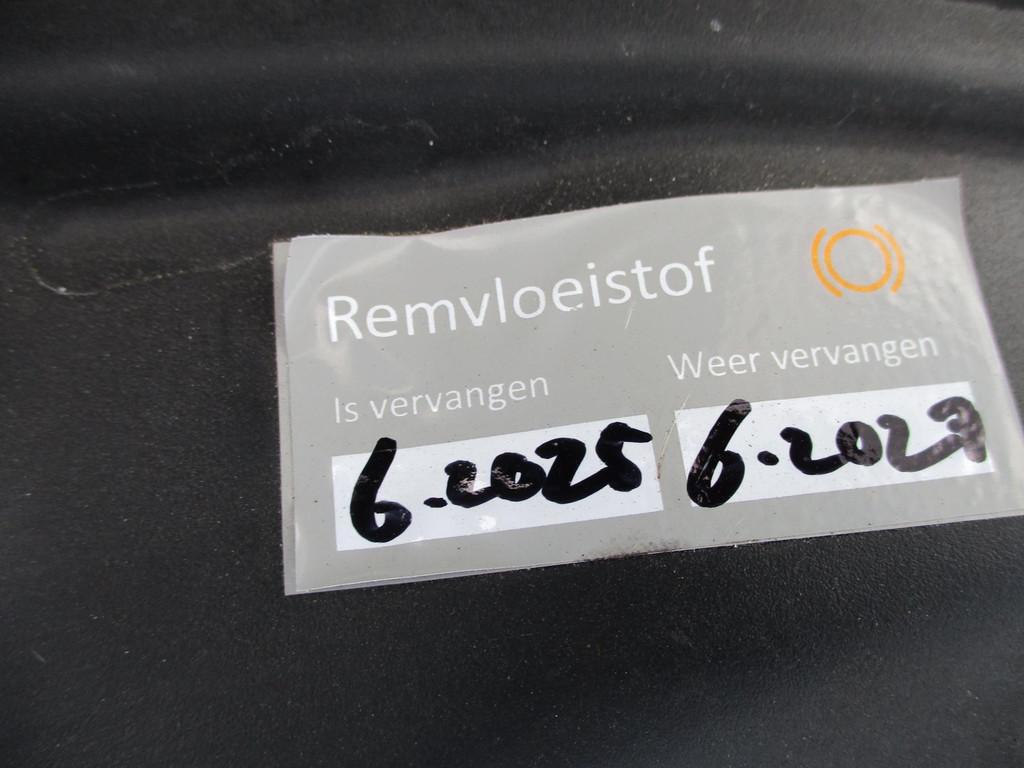 Remvloeistof
Is vervangen
Weer vervangen
6.2025
6.2027